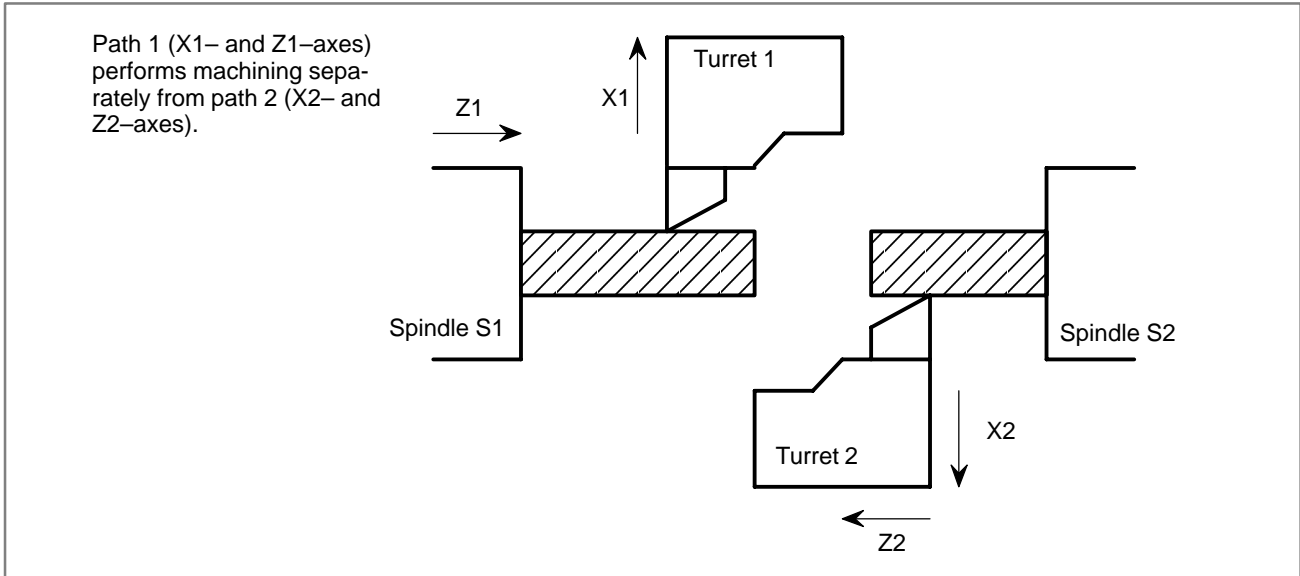 Path 1 (X1– and Z1–axes)
performs machining sepa-
rately from path 2 (X2– and
Z2–axes).
Turret 1
X1
Z1
Spindle S1
Spindle S2
X2
Turret 2
Z2